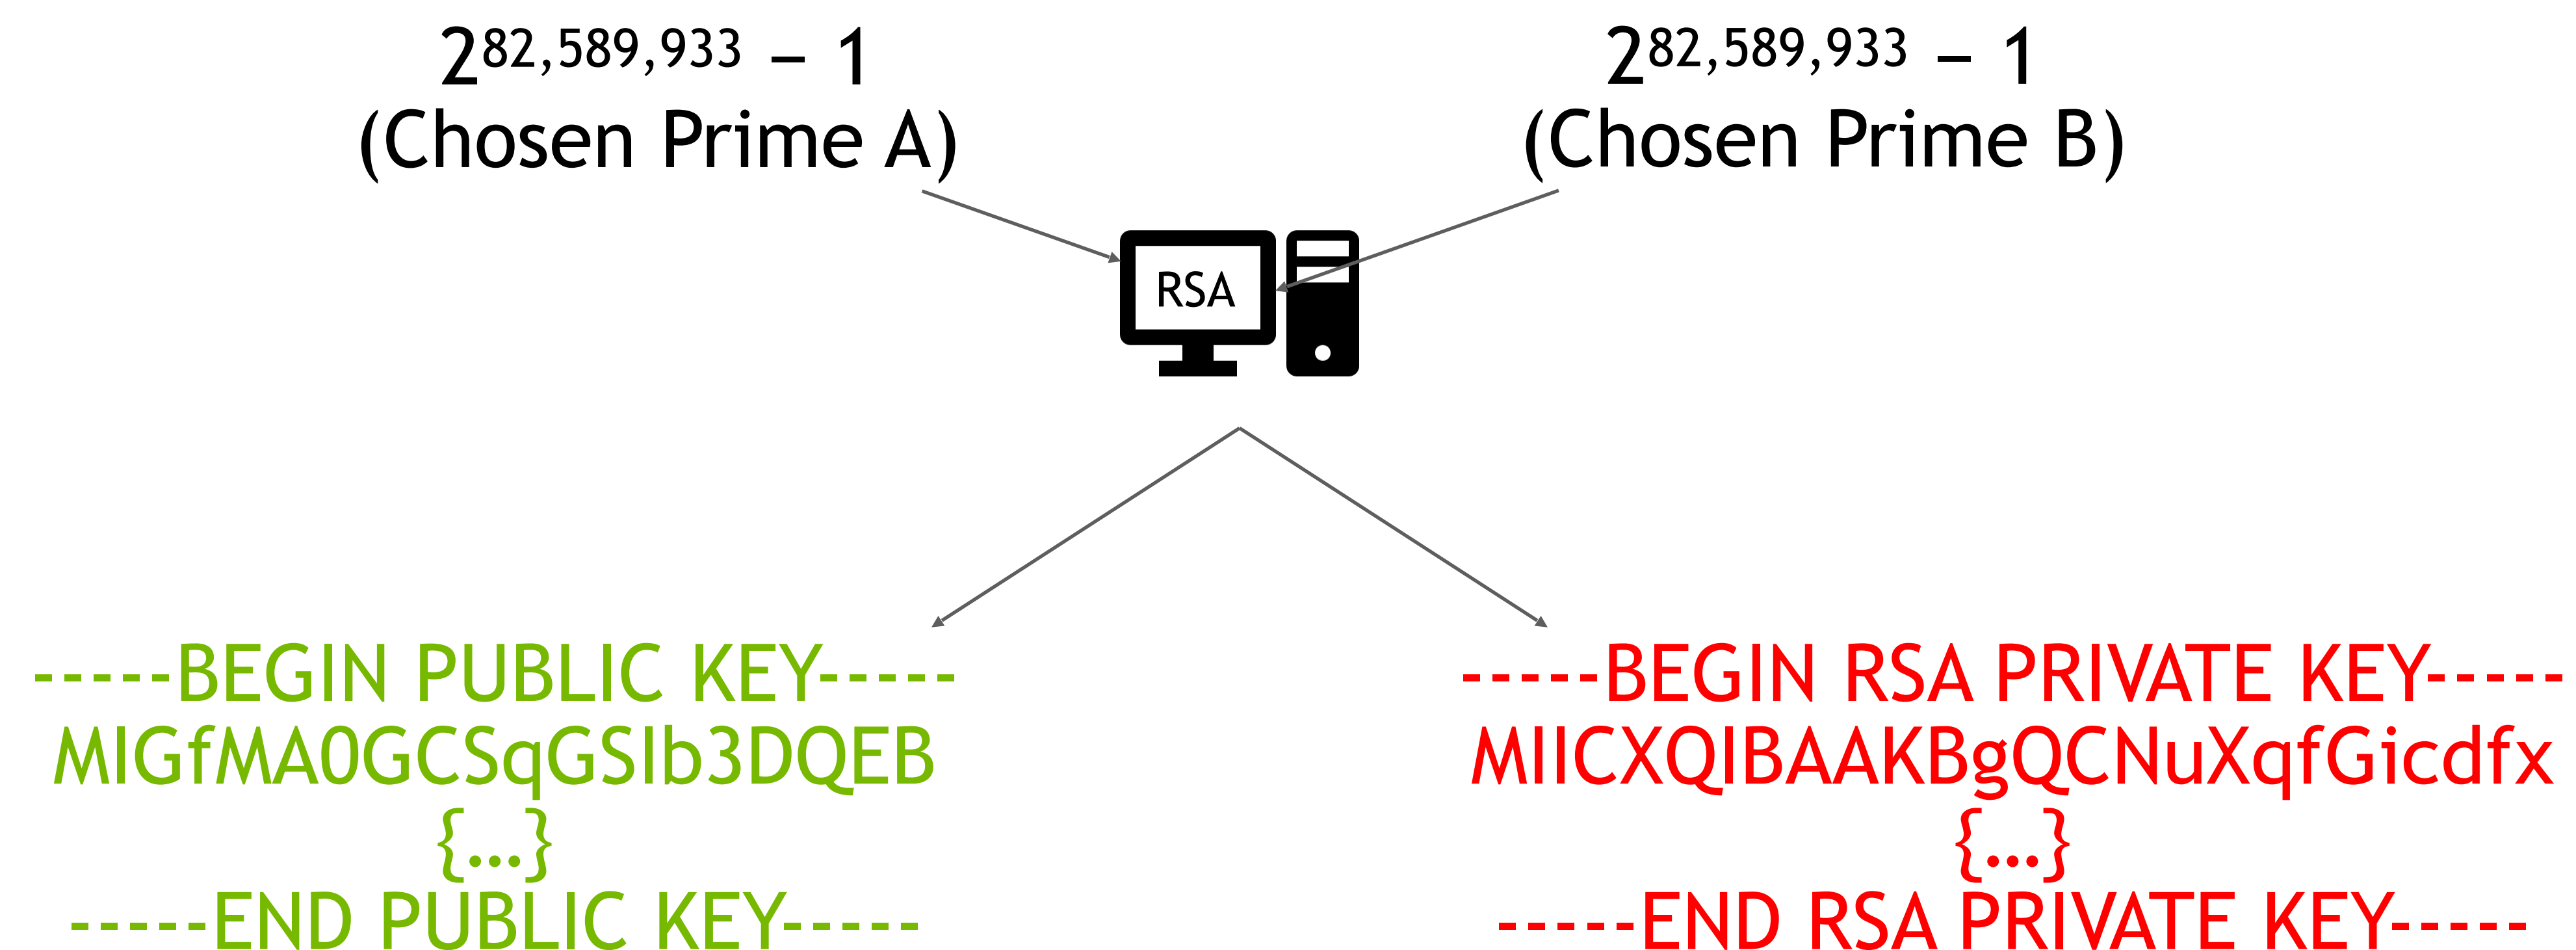 2^82,589,933 – 1
(Chosen Prime A)
2^82,589,933 – 1
(Chosen Prime B)
RSA
-----BEGIN PUBLIC KEY-----
MIGfMA0GCSqGSIb3DQEB
{...}
-----END PUBLIC KEY-----
-----BEGIN RSA PRIVATE KEY-----
MIICXQIBAAKBgQCNuXqfGicdfx
{...}
-----END RSA PRIVATE KEY-----